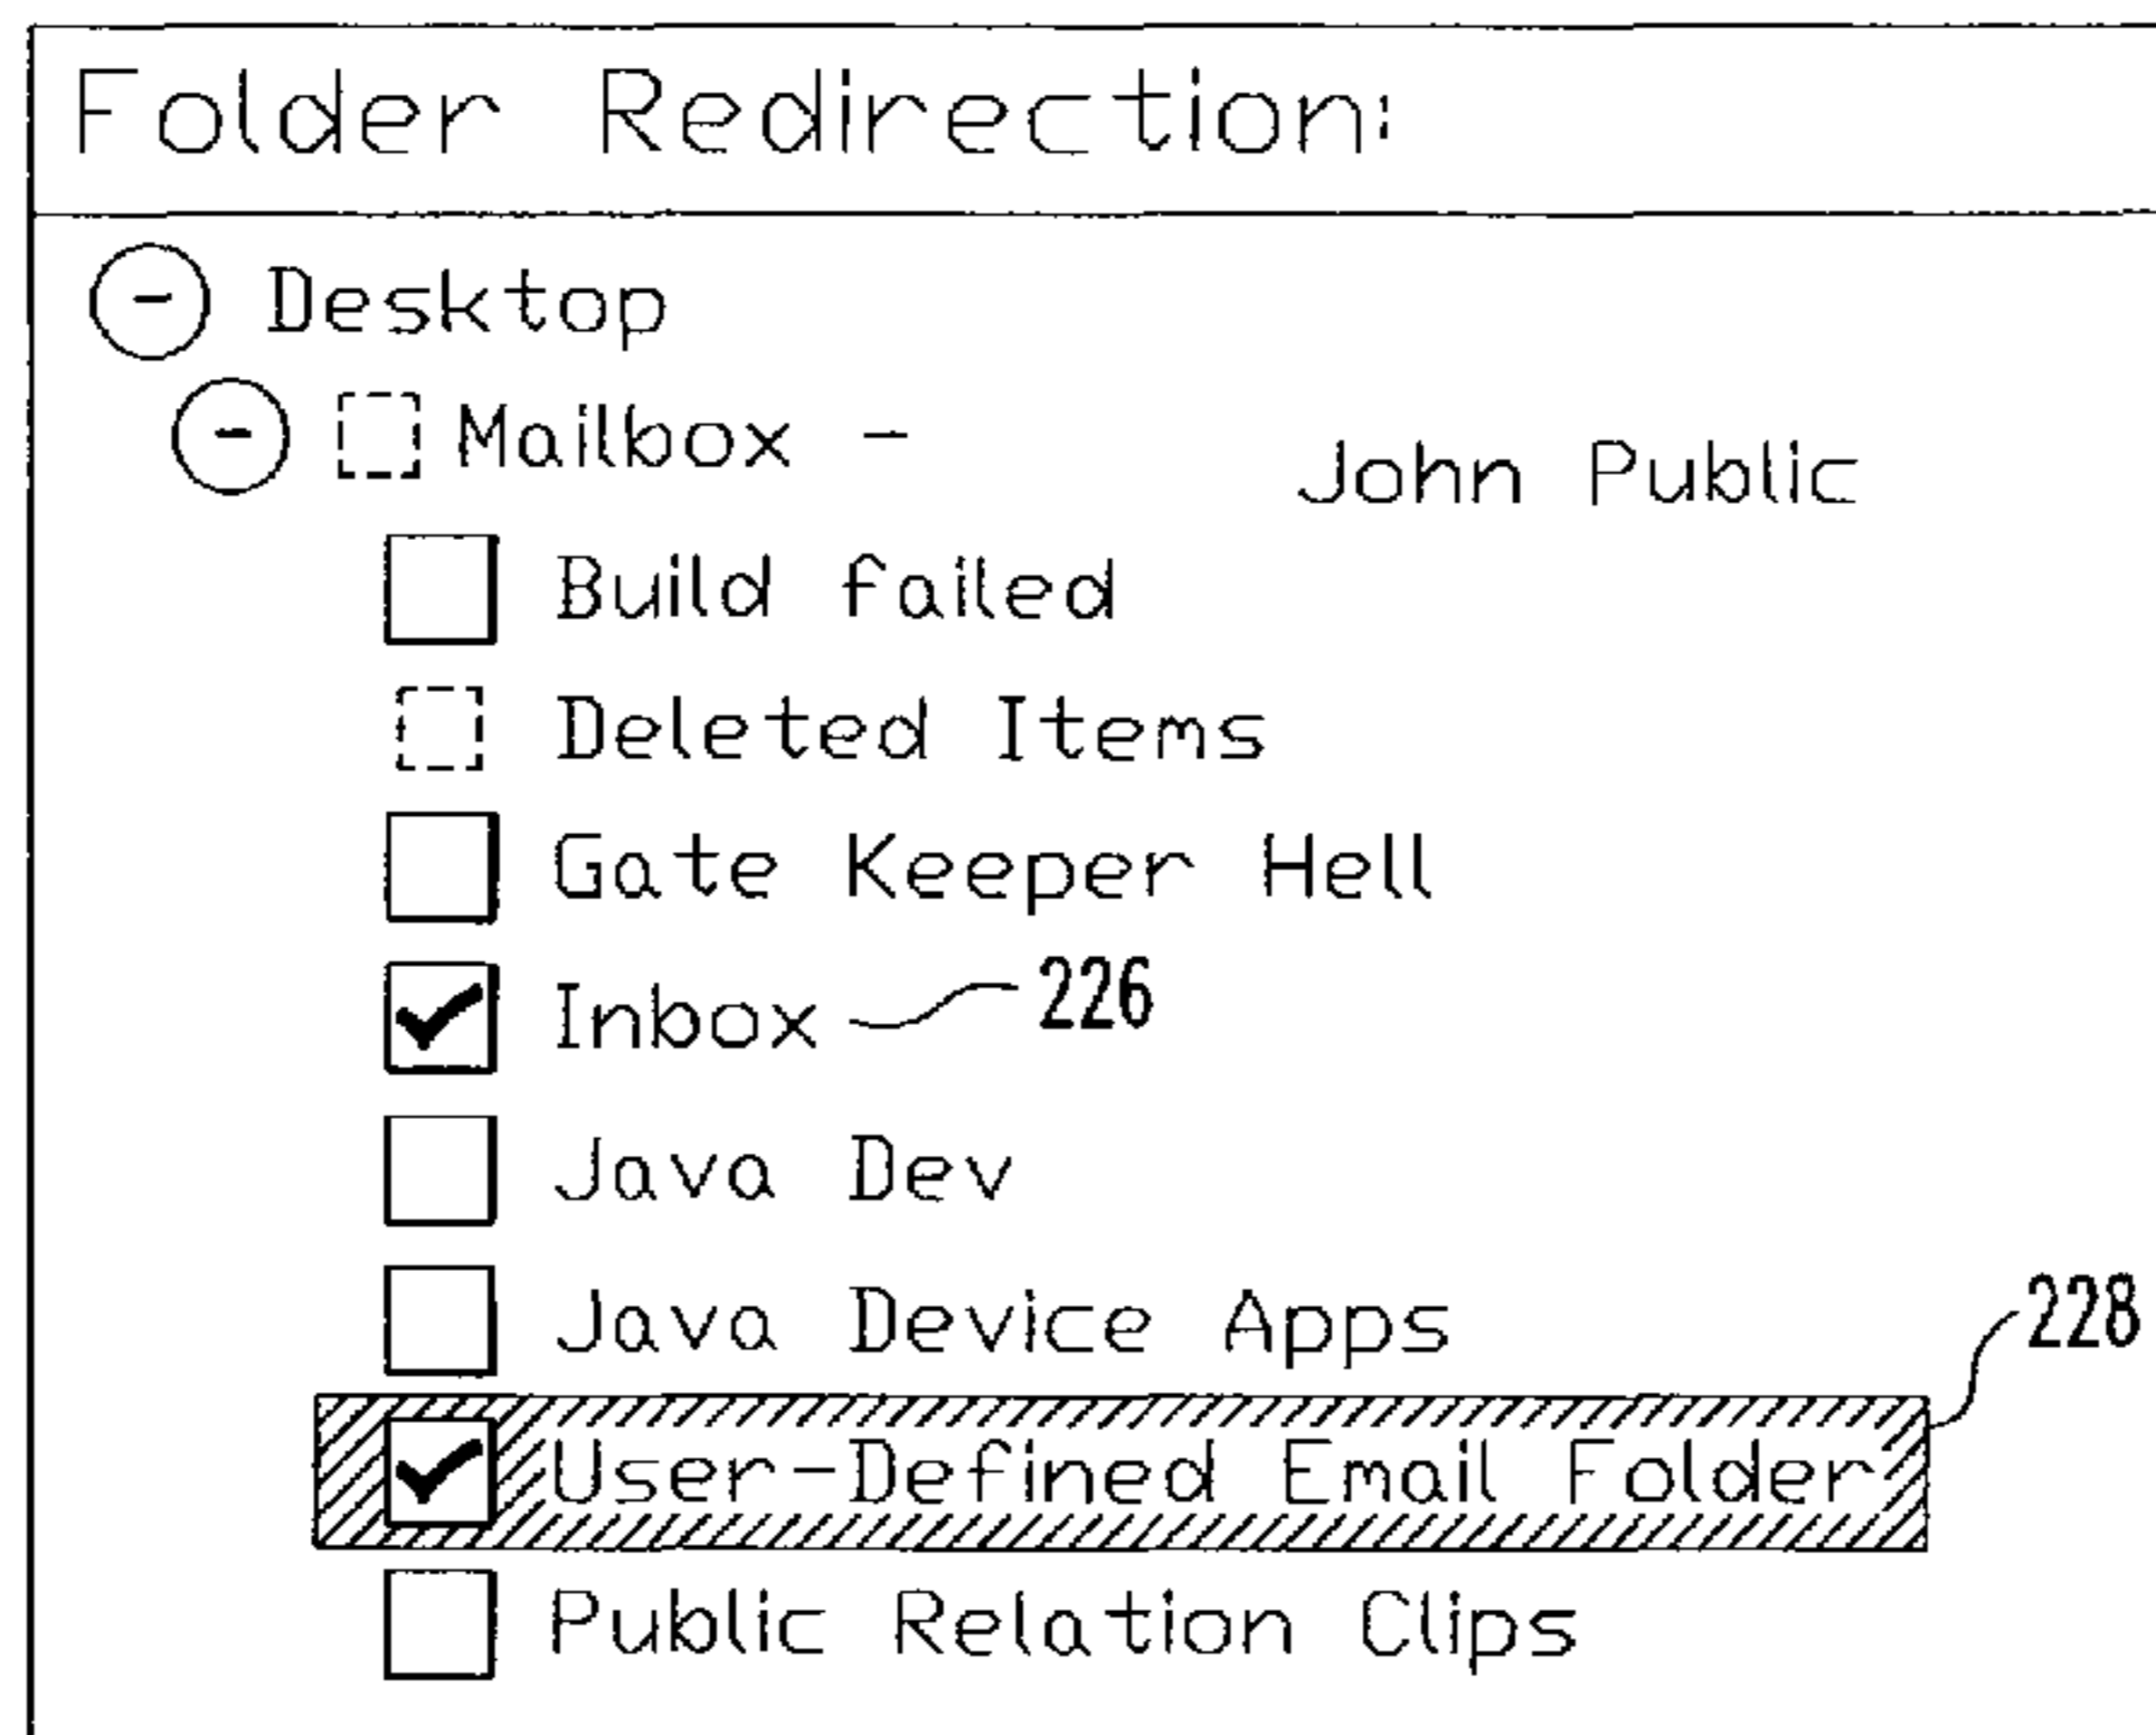 Folder Redirection:
Desktop
Mailbox - John Public
Build failed
Deleted Items
Gate Keeper Hell
Inbox 226
Java Dev
Java Device Apps
228
User-Defined Email Folder
Public Relation Clips